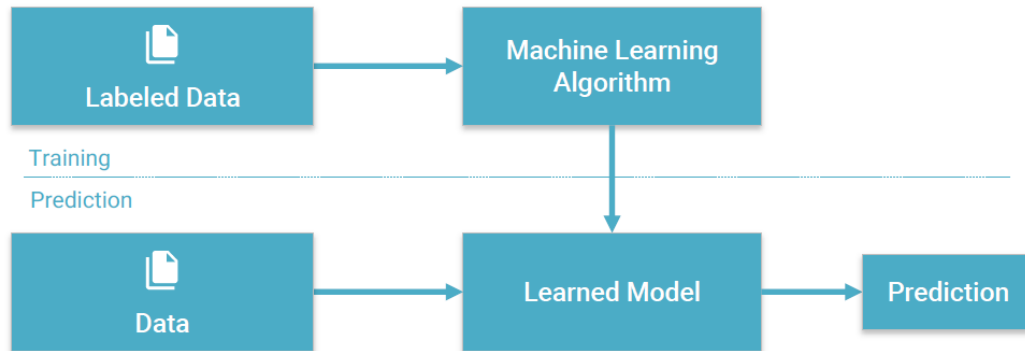 Labeled Data
Machine Learning
Algorithm
Training
Prediction
Data
Learned Model
Prediction